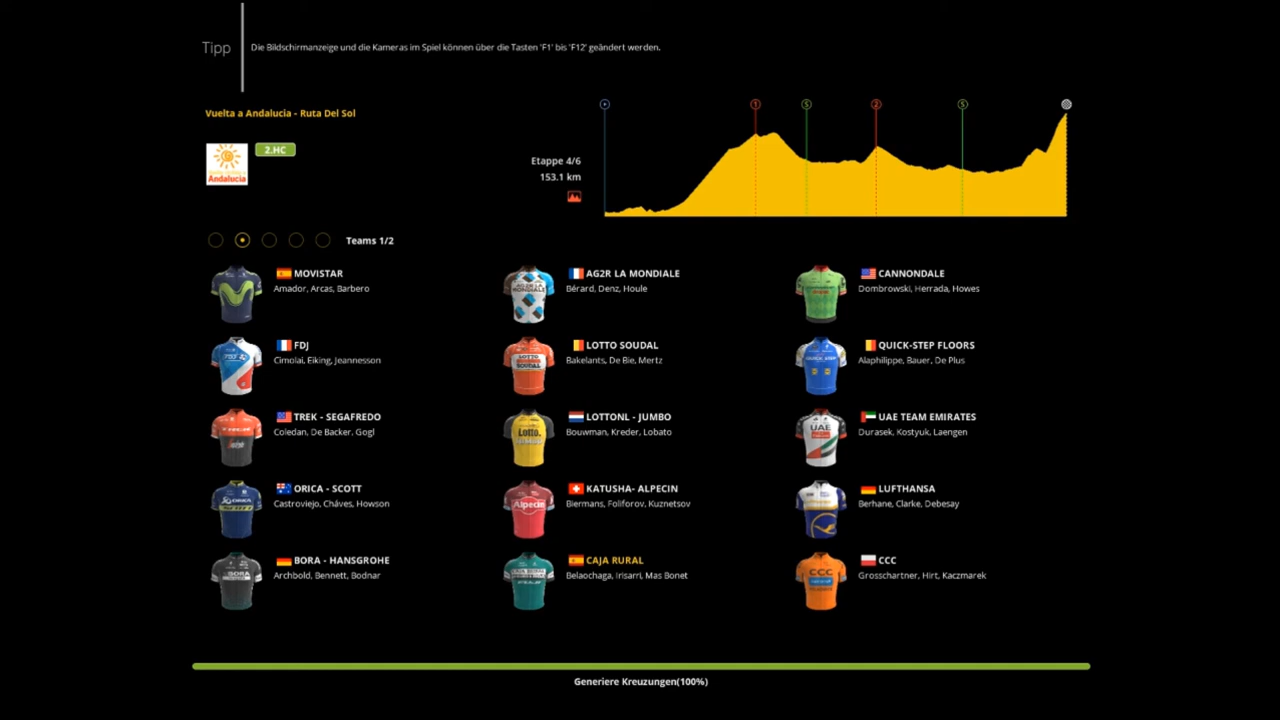 Tipp
Die Bildschirmanzeige und die Kameras im Spiel können über die Tasten 'F1' bis 'F12' geändert werden.
Vuelta a Andalucia - Ruta Del Sol
2.HC
Andalucia
Etappe 4/6
153.1 km
1
S
2
S
Teams 1/2
MOVISTAR
Amador, Arcas, Barbero
AG2R LA MONDIALE
Bérard, Denz, Houle
CANNONDALE
Dombrowski, Herrada, Howes
FDJ
Cimolai, Eiking, Jeannesson
LOTTO SOUDAL
Bakelants, De Bie, Mertz
QUICK-STEP FLOORS
Alaphilippe, Bauer, De Plus
TREK - SEGAFREDO
Coledan, De Backer, Gogl
LOTTONL - JUMBO
Bouwman, Kreder, Lobato
UAE TEAM EMIRATES
Durasek, Kostyuk, Laengen
ORICA - SCOTT
Castroviejo, Cháves, Howson
KATUSHA- ALPECIN
Biermans, Foliforov, Kuznetsov
LUFTHANSA
Berhane, Clarke, Debesay
BORA - HANSGROHE
Archbold, Bennett, Bodnar
CAJA RURAL
Belaochaga, Irisarri, Mas Bonet
CCC
Grosschartner, Hirt, Kaczmarek
Generiere Kreuzungen(100%)